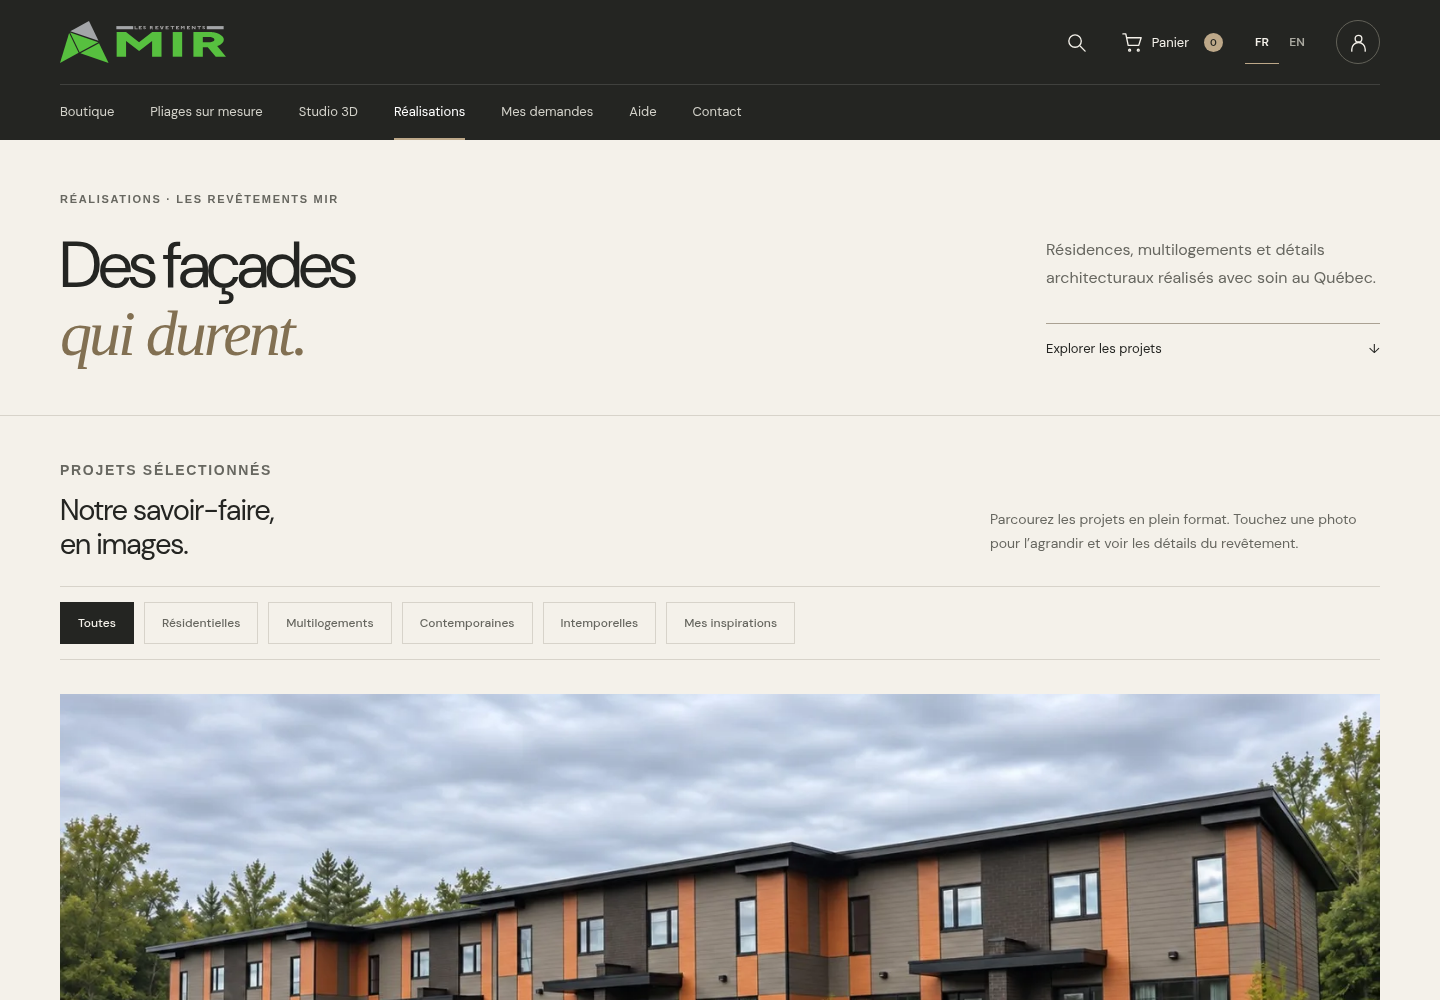 LES REVÊTEMENTS
MIR
Panier 0 FR EN
Boutique Pliages sur mesure Studio 3D Réalisations Mes demandes Aide Contact
RÉALISATIONS · LES REVÊTEMENTS MIR
Des façades
qui durent.
Résidences, multilogements et détails
architecturaux réalisés avec soin au Québec.
Explorer les projets ↓
PROJETS SÉLECTIONNÉS
Notre savoir-faire,
en images.
Parcourez les projets en plein format. Touchez une photo
pour l’agrandir et voir les détails du revêtement.
Toutes Résidentielles Multilogements Contemporaines Intemporelles Mes inspirations